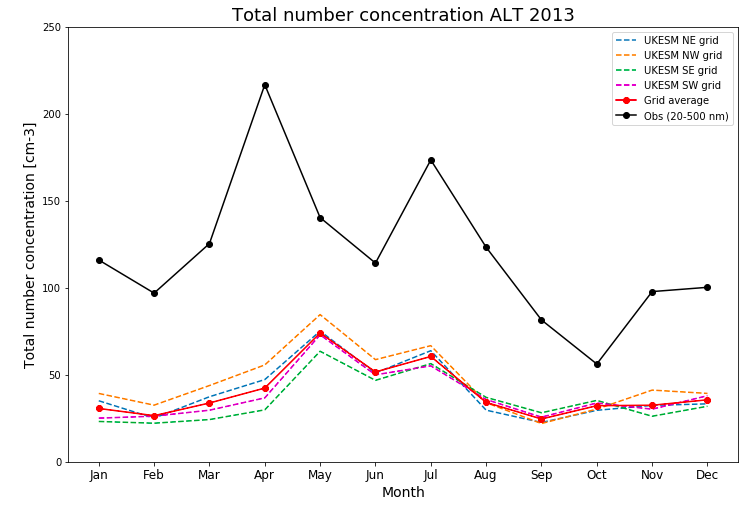 Total number concentration ALT 2013
UKESM NE grid
UKESM NW grid
UKESM SE grid
UKESM SW grid
Grid average
Obs (20-500 nm)
Total number concentration [cm-3]
250
200
150
100
50
0
Jan Feb Mar Apr May Jun Jul Aug Sep Oct Nov Dec
Month